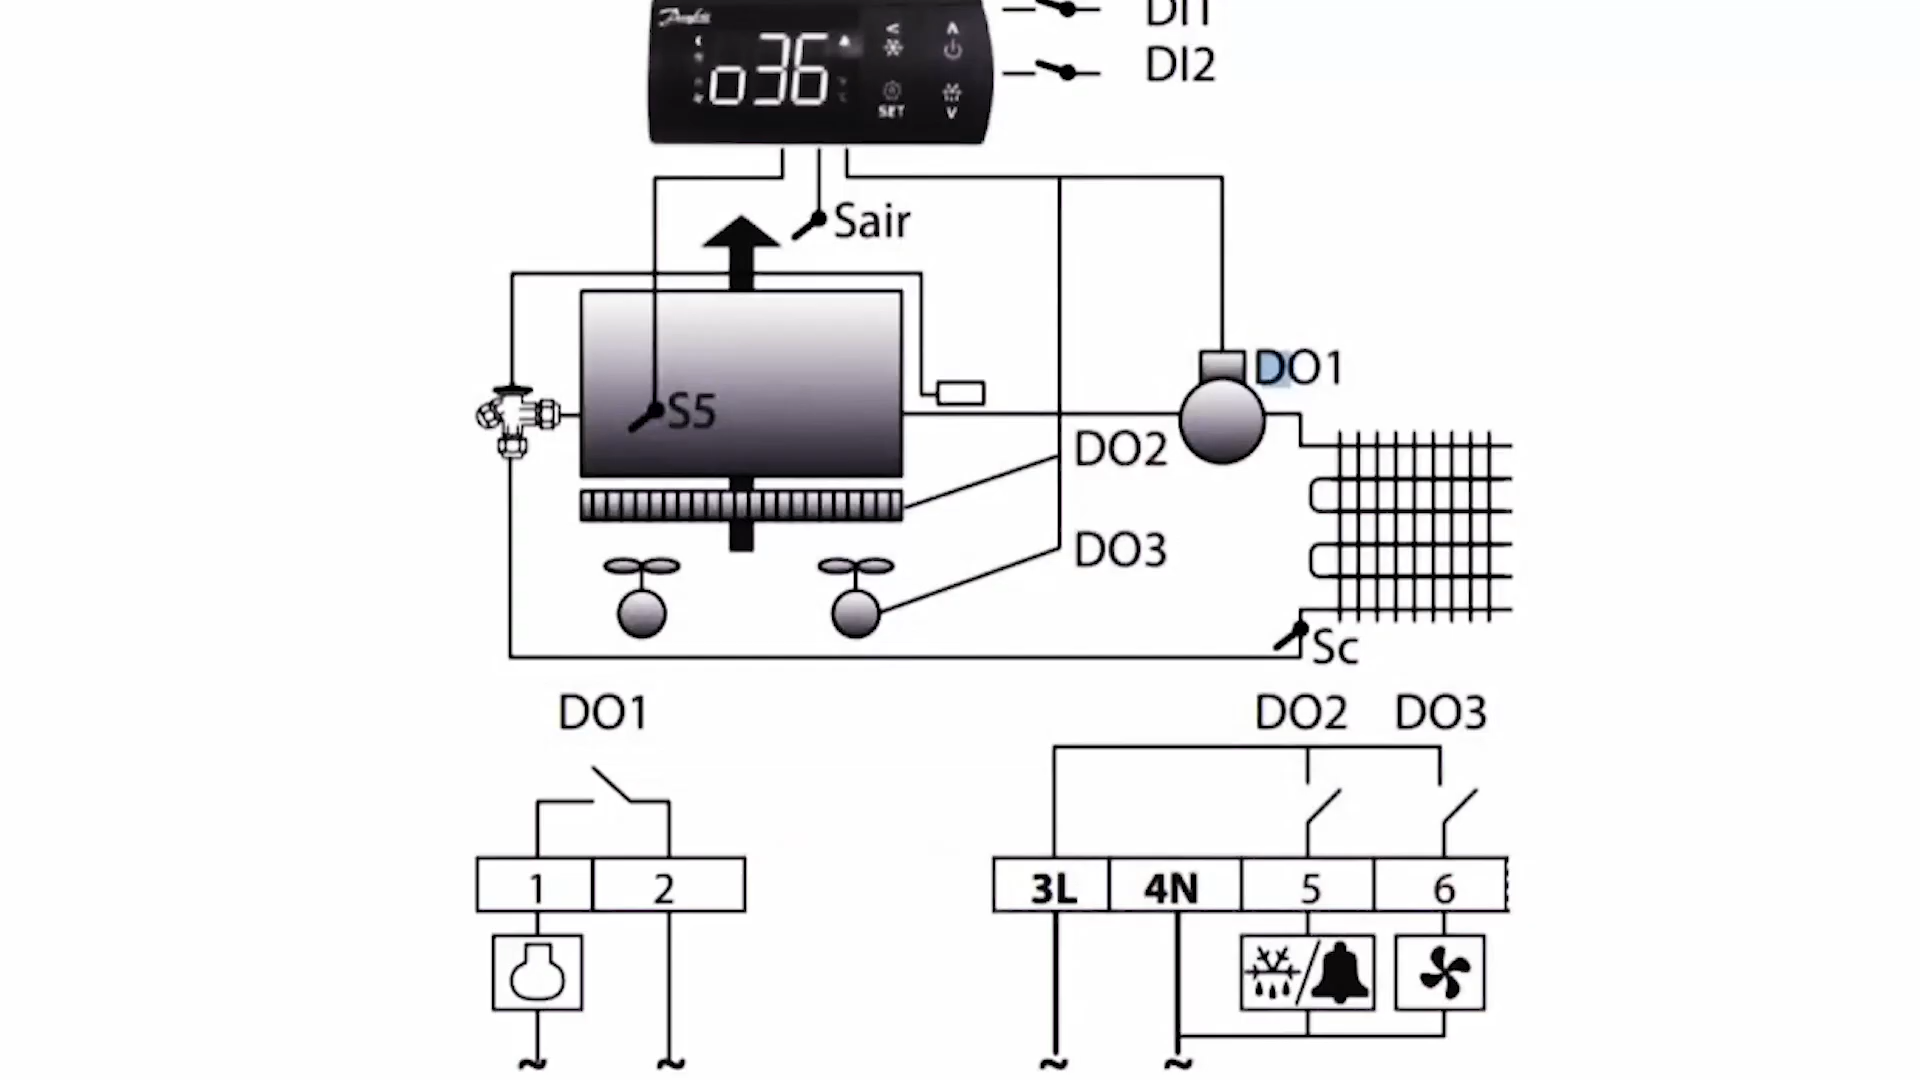 Danfoss
DI1
DI2
o36
SET
Sair
DO1
S5
DO2
DO3
Sc
DO1
DO2 DO3
1 2
3L 4N 5 6
~ ~ ~ ~